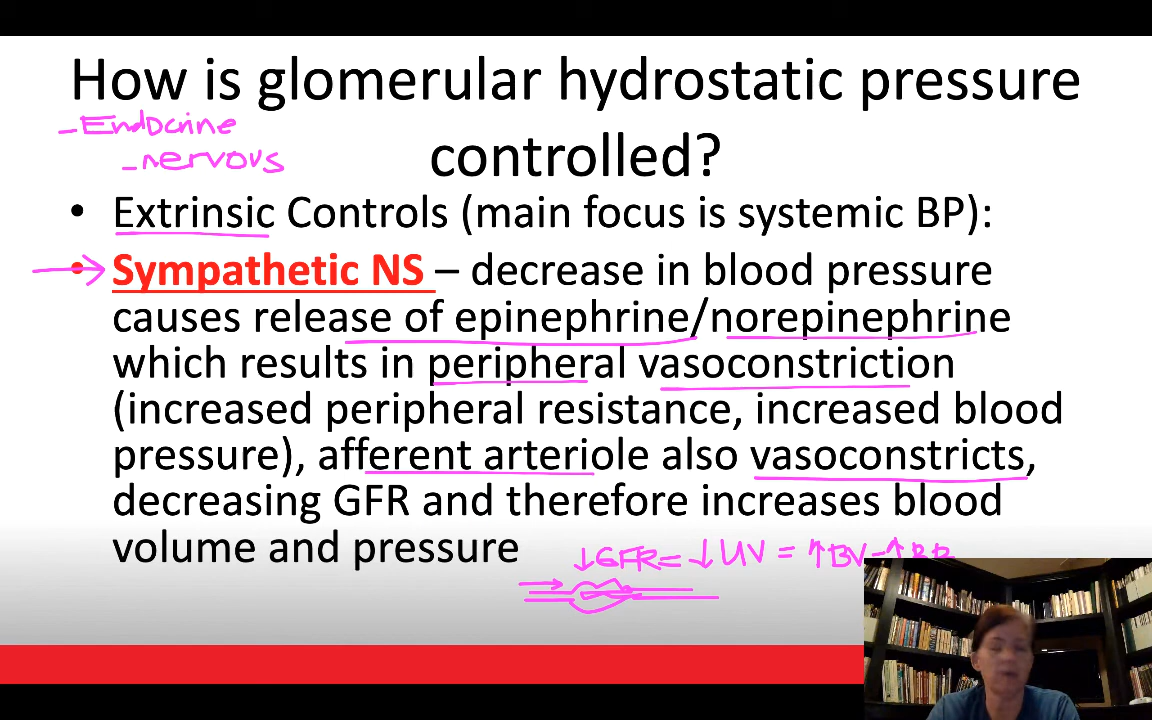 How is glomerular hydrostatic pressure
controlled?
-Endocrine
-nervous
• Extrinsic Controls (main focus is systemic BP):
• Sympathetic NS – decrease in blood pressure
causes release of epinephrine/norepinephrine
which results in peripheral vasoconstriction
(increased peripheral resistance, increased blood
pressure), afferent arteriole also vasoconstricts,
decreasing GFR and therefore increases blood
volume and pressure
↓GFR= ↓UV = ↑BV-↑BP